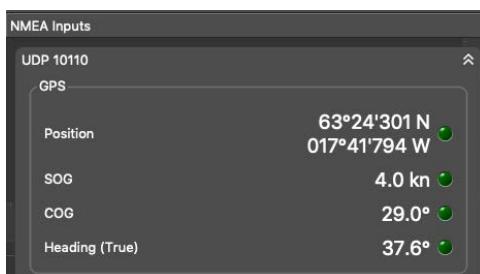 NMEA Inputs
UDP 10110
GPS
Position
63°24'301 N
017°41'794 W
SOG
4.0 kn
COG
29.0°
Heading (True)
37.6°